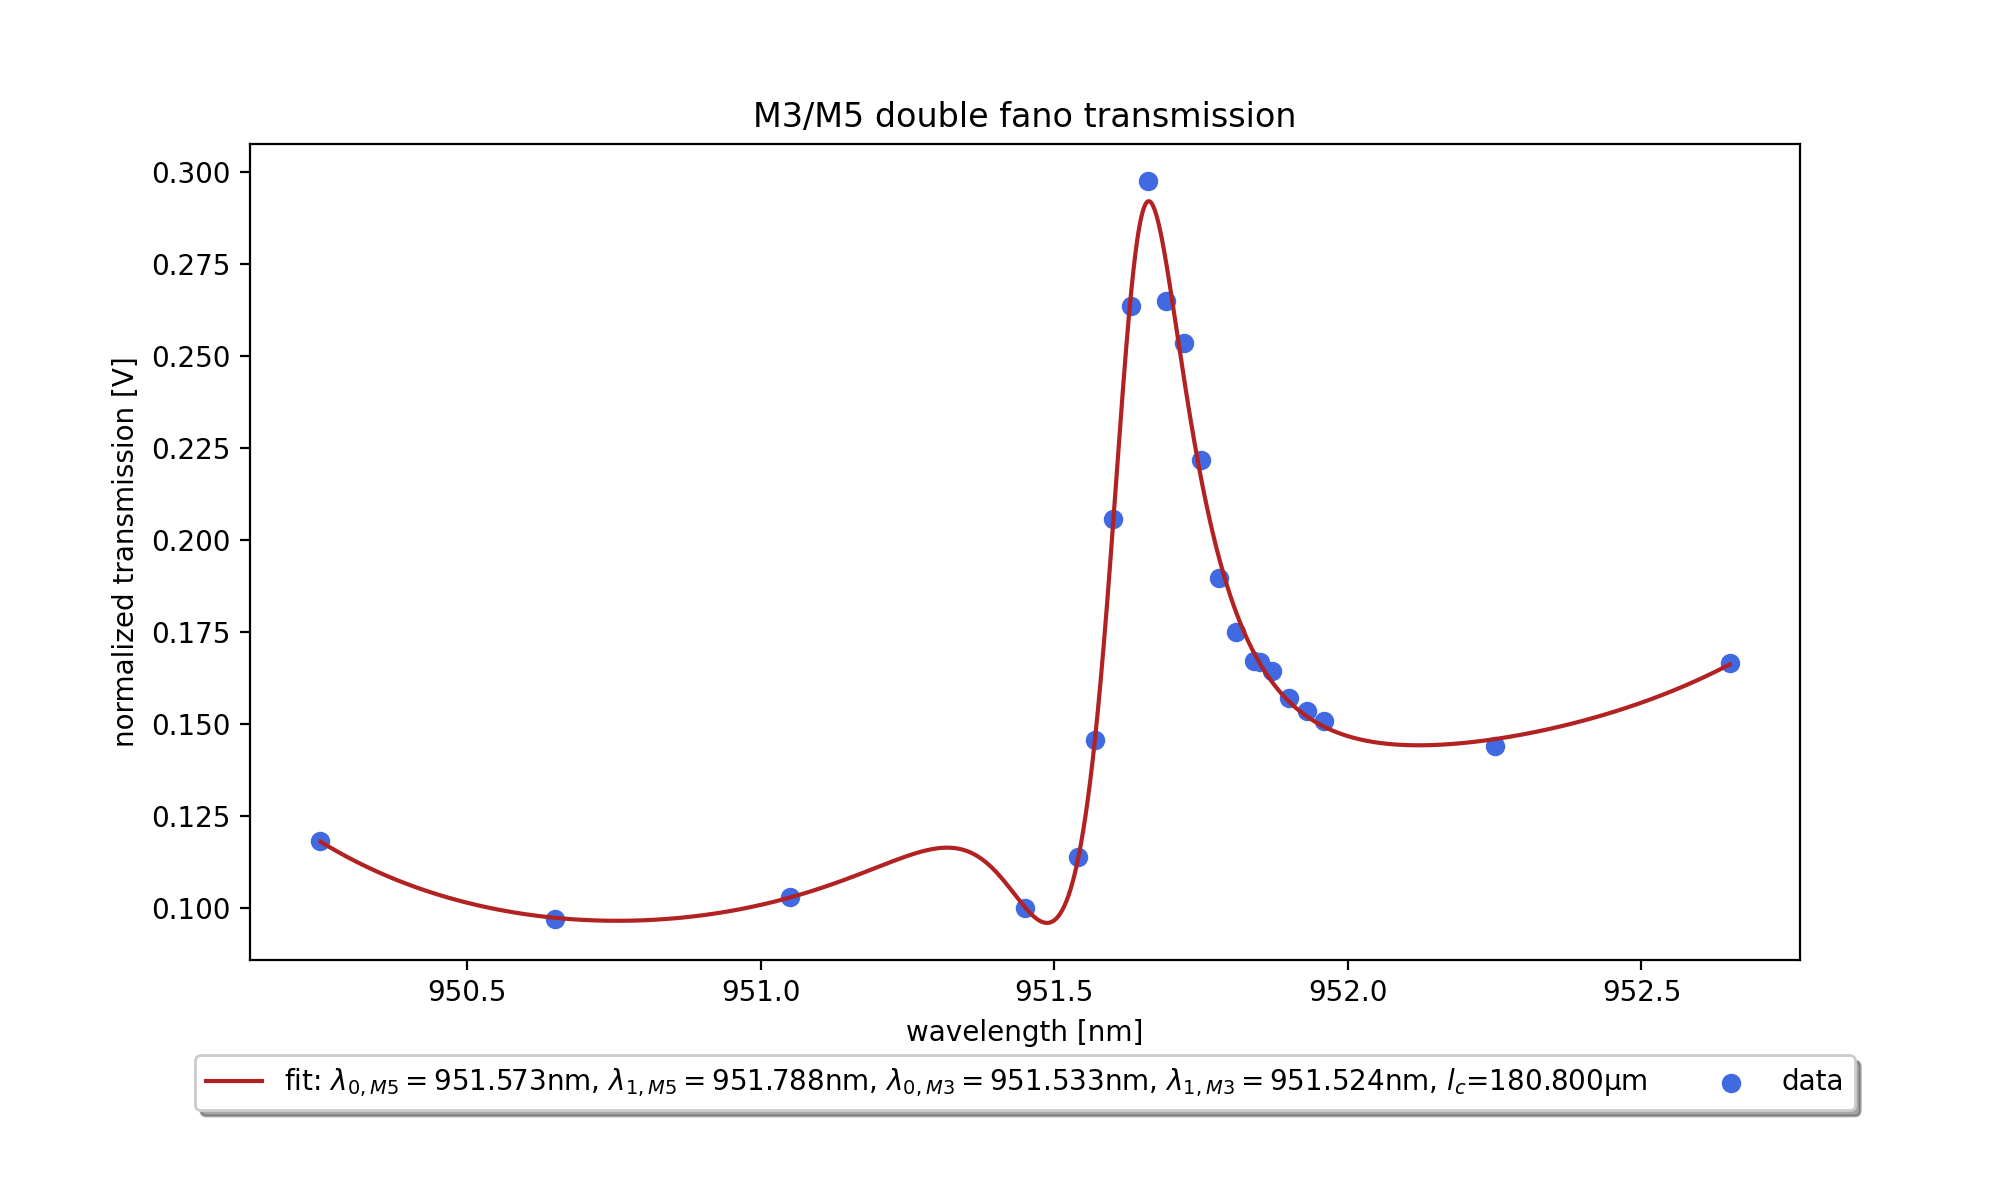 M3/M5 double fano transmission
normalized transmission [V]
0.300
0.275
0.250
0.225
0.200
0.175
0.150
0.125
0.100
950.5 951.0 951.5 952.0 952.5
wavelength [nm]
fit: λ₀,M5 = 951.573nm, λ₁,M5 = 951.788nm, λ₀,M3 = 951.533nm, λ₁,M3 = 951.524nm, l_c=180.800μm data